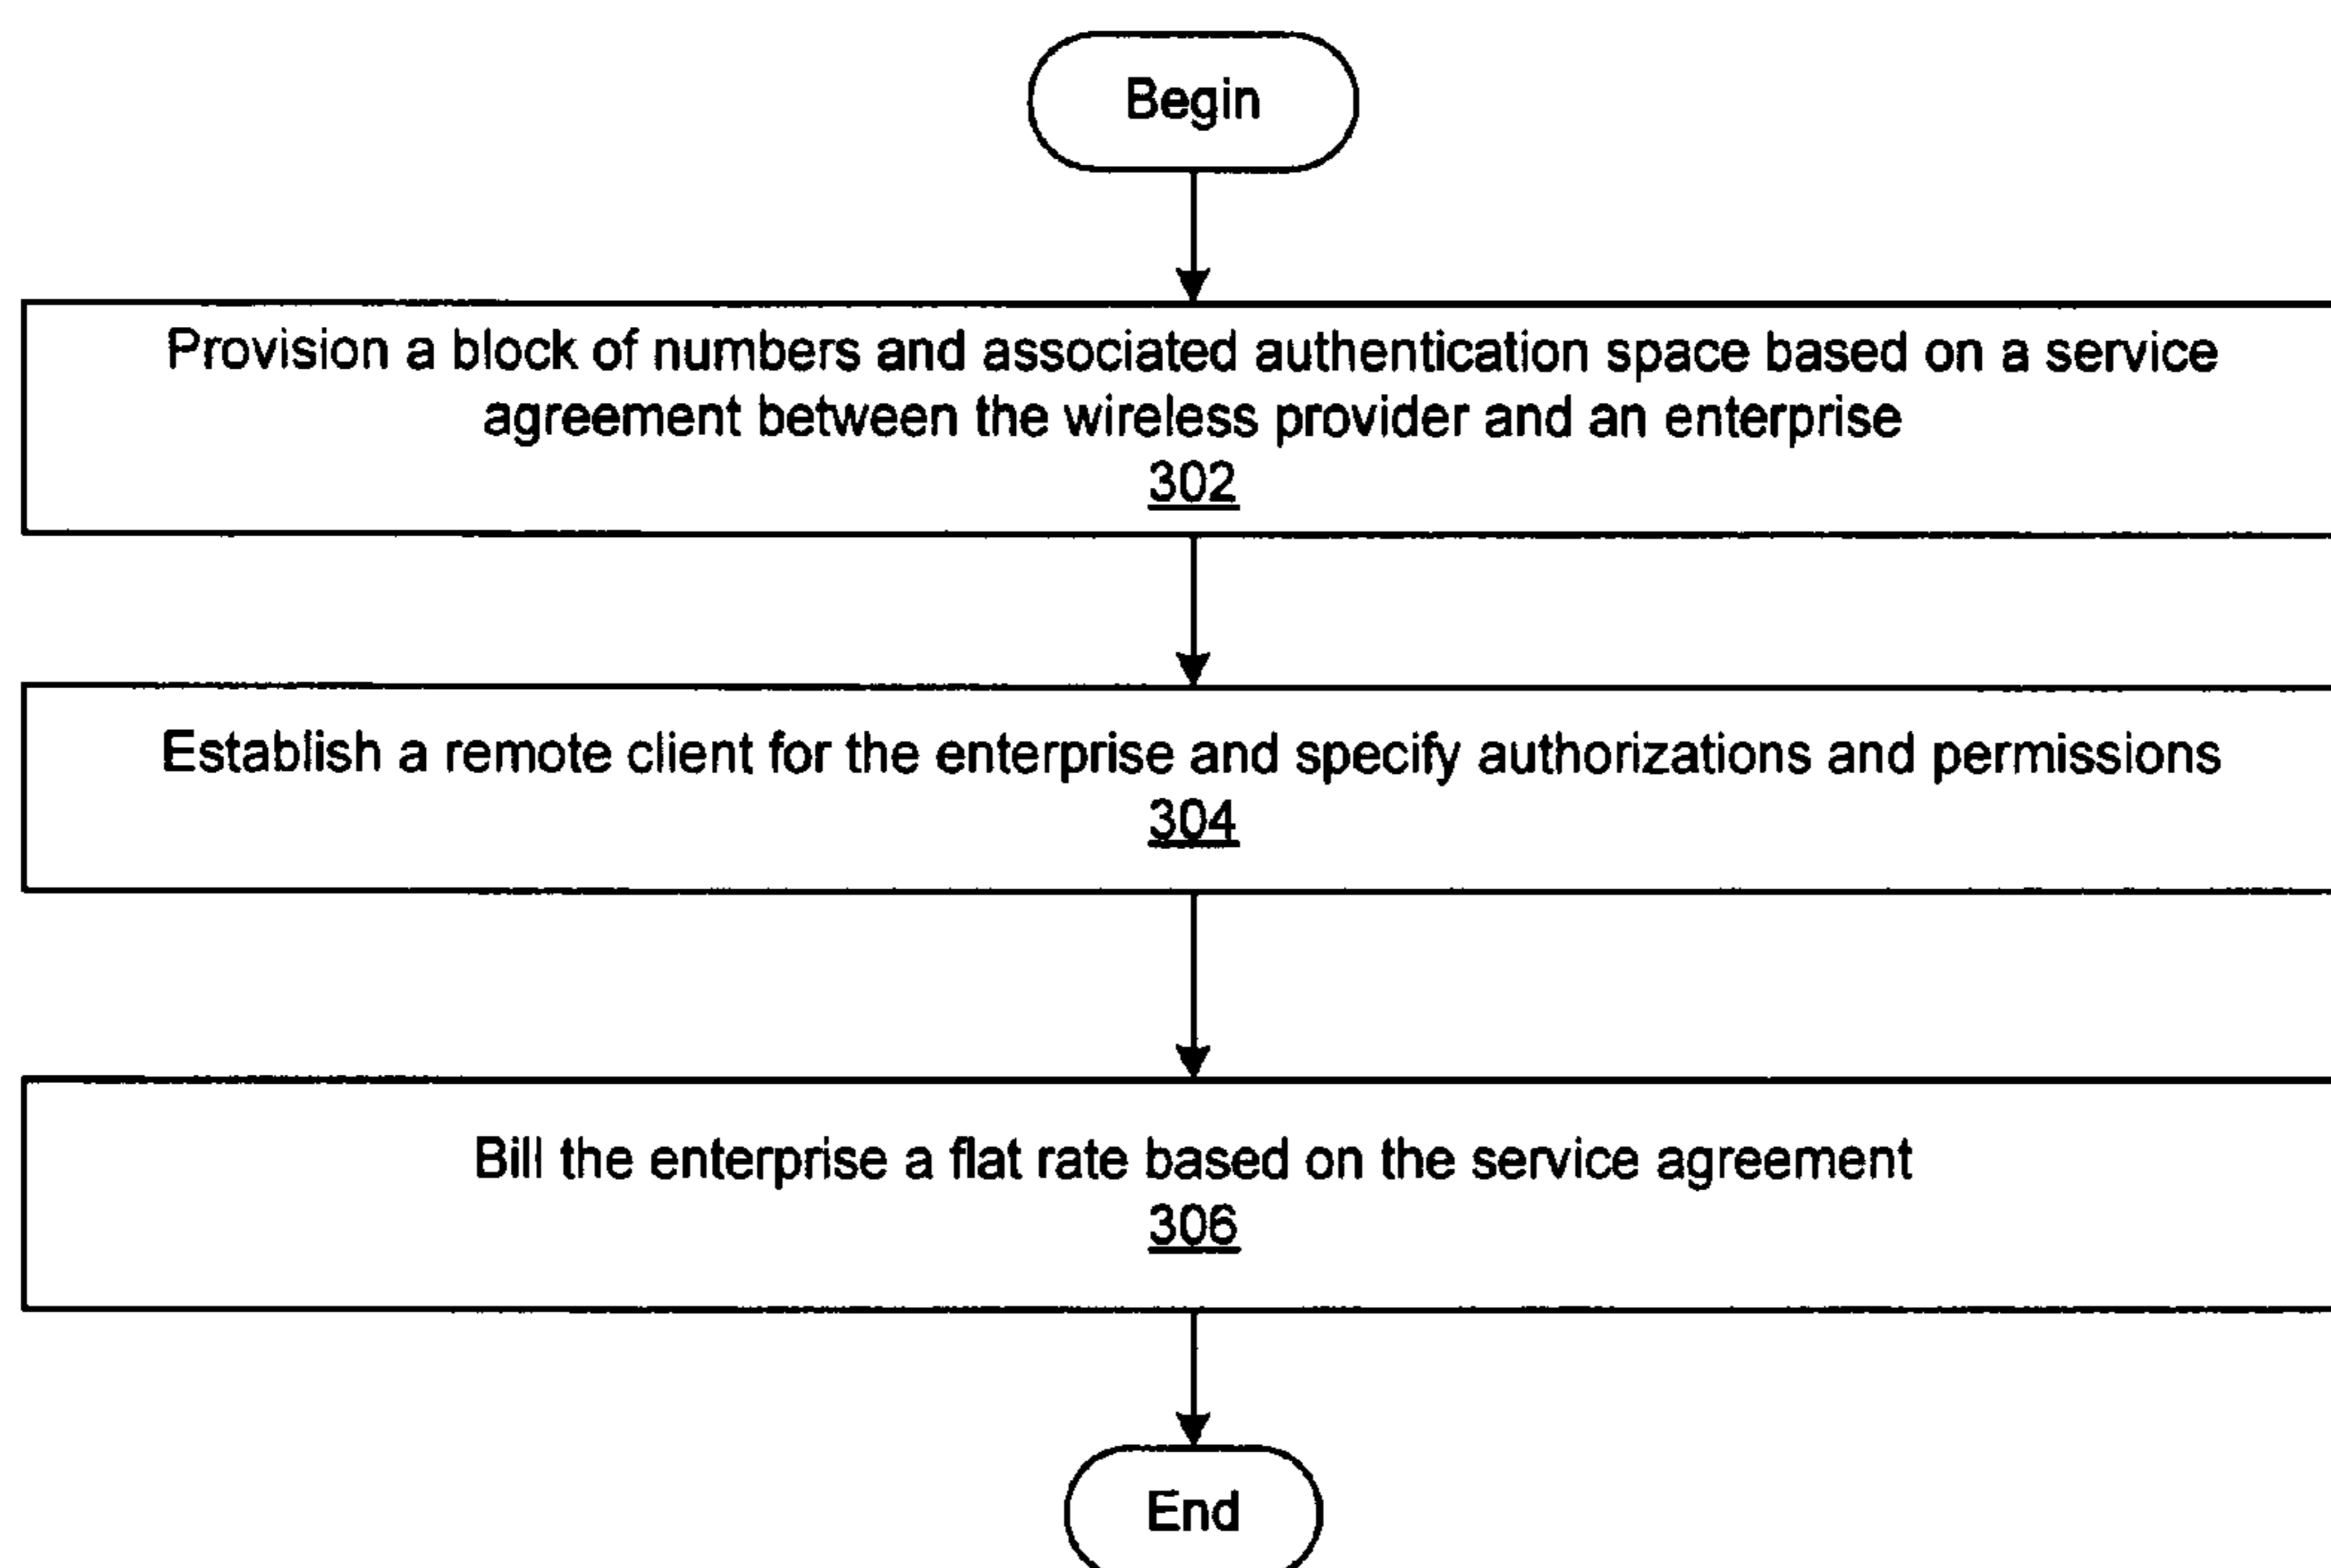 Begin
Provision a block of numbers and associated authentication space based on a service
agreement between the wireless provider and an enterprise
302
Establish a remote client for the enterprise and specify authorizations and permissions
304
Bill the enterprise a flat rate based on the service agreement
306
End